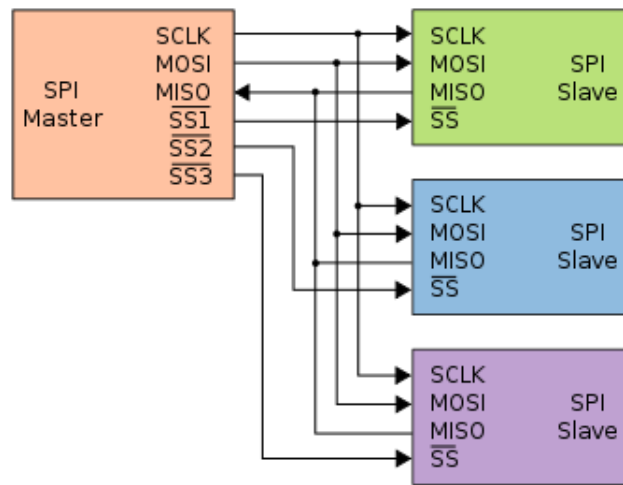 SPI
Master
SCLK
MOSI
MISO
SS1
SS2
SS3
SCLK
MOSI
MISO
SS
SPI
Slave
SCLK
MOSI
MISO
SS
SPI
Slave
SCLK
MOSI
MISO
SS
SPI
Slave